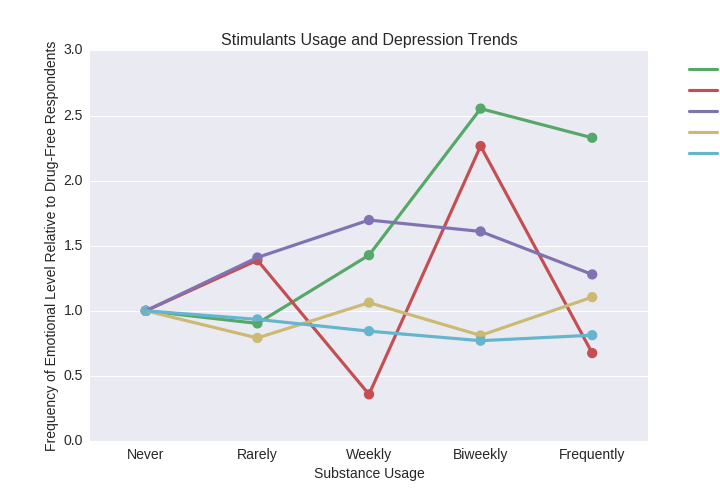 Stimulants Usage and Depression Trends
Frequency of Emotional Level Relative to Drug-Free Respondents
3.0
2.5
2.0
1.5
1.0
0.5
0.0
Never Rarely Weekly Biweekly Frequently
Substance Usage